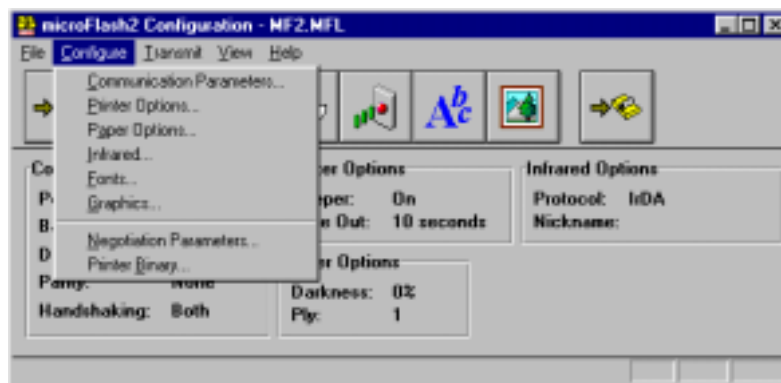 microFlash2 Configuration - MF2.MFL
File Configure Transmit View Help
Communication Parameters...
Printer Options...
Paper Options...
Infrared...
Fonts...
Graphics...
Negotiation Parameters...
Printer Binary...
Abc
Options
On
Out: 10 seconds
Infrared Options
Protocol: IrDA
Nickname:
Parity: None
Handshaking: Both
Options
Darkness: 0%
Ply: 1